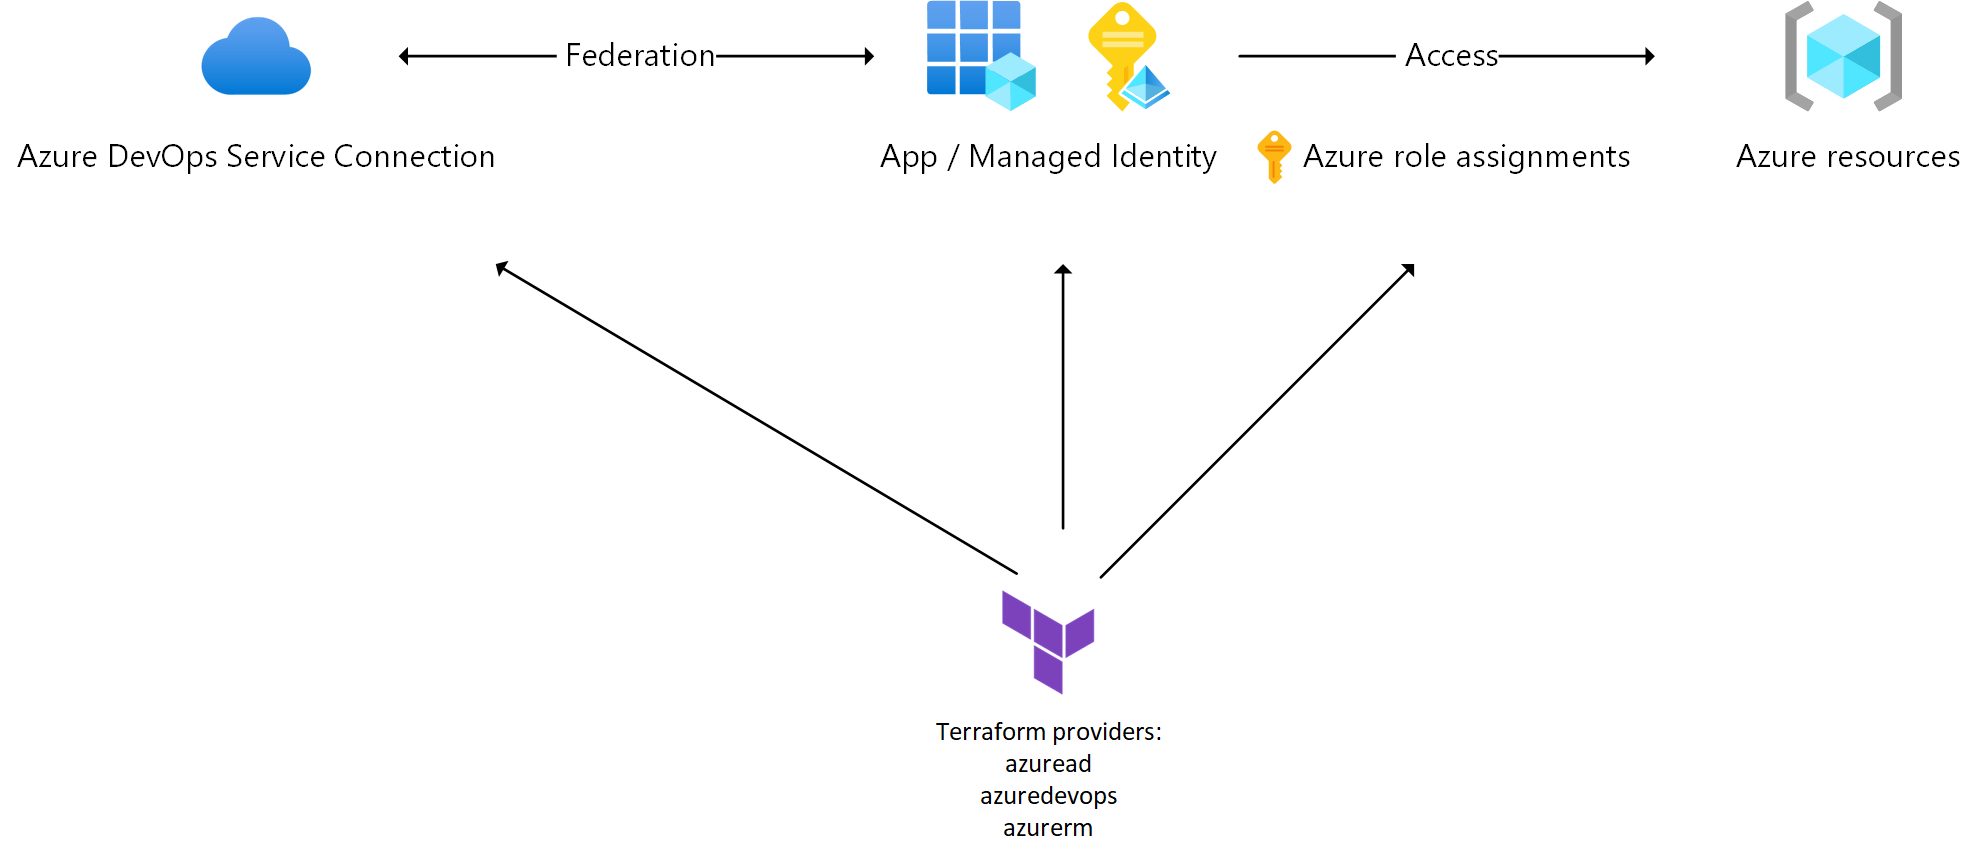 Federation
Access
Azure DevOps Service Connection
App / Managed Identity
Azure role assignments
Azure resources
Terraform providers:
azuread
azuredevops
azurerm